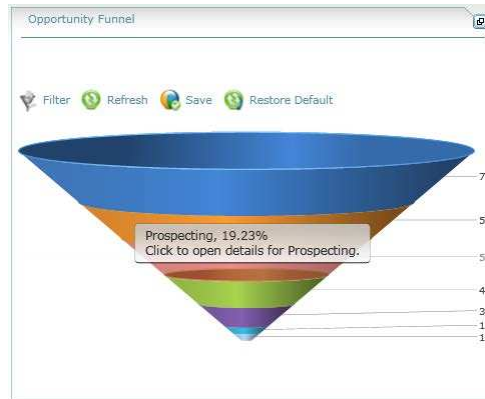 Opportunity Funnel
Filter
Refresh
Save
Restore Default
7
5
Prospecting, 19.23%
Click to open details for Prospecting.
5
4
3
1
1